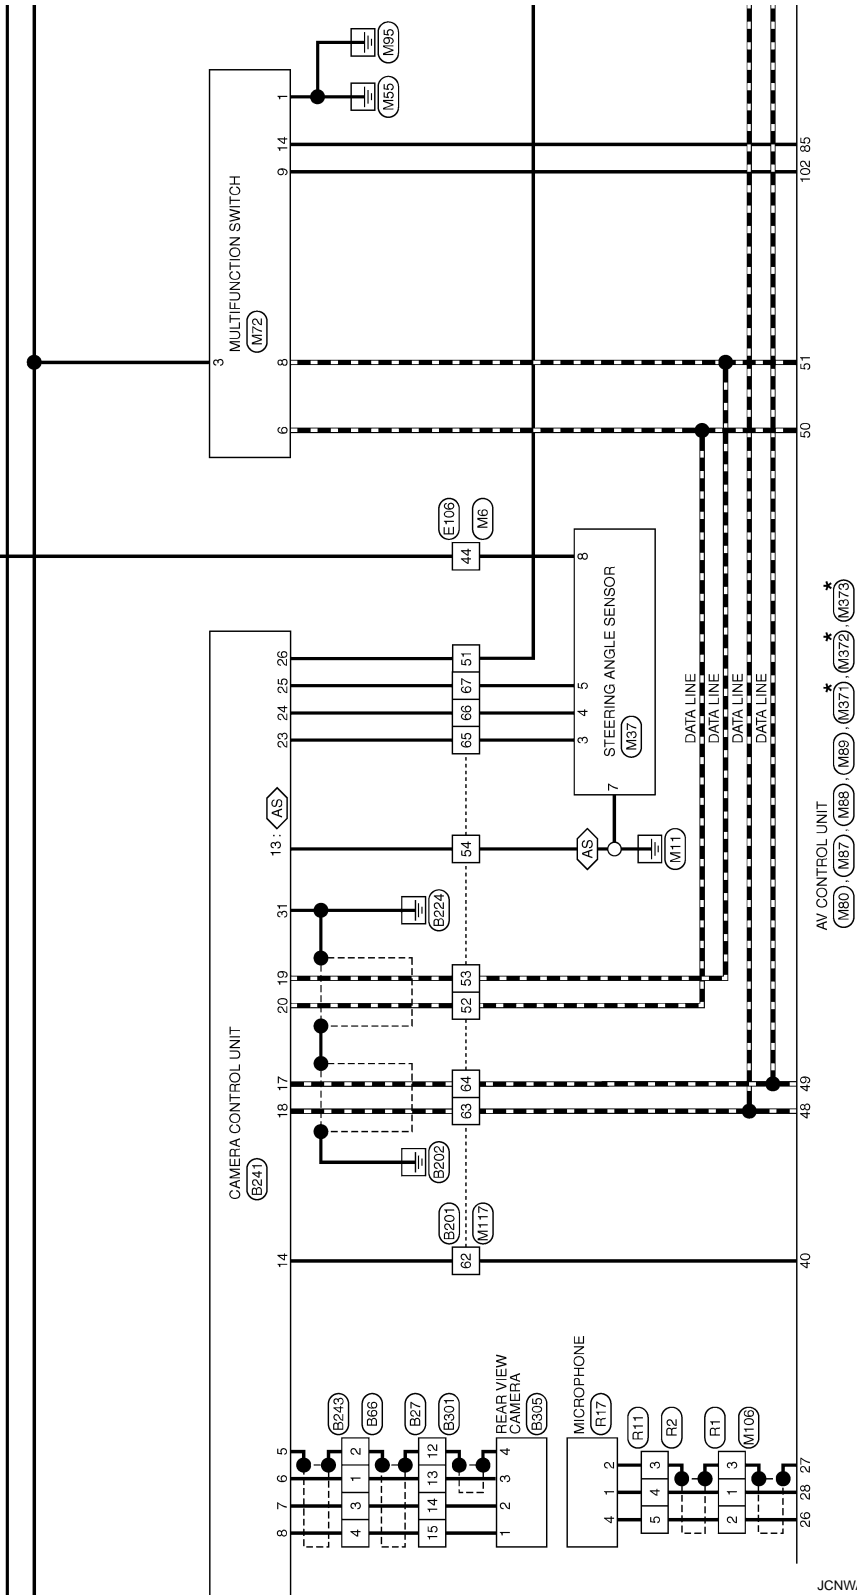 M95
M55
1
14
9
85
102
MULTIFUNCTION SWITCH
M72
3
8
6
51
50
E106
M6
44
8
STEERING ANGLE SENSOR
M37
26
25
24
23
51
67
66
65
5
4
3
7
DATA LINE
DATA LINE
DATA LINE
DATA LINE
13 : AS
54
AS
M11
31
B224
19
20
53
52
17
18
64
63
49
48
B202
CAMERA CONTROL UNIT
B241
B201
M117
14
62
40
AV CONTROL UNIT
M80 , M87 , M88 , M89 , M371* , M372* , M373*
B243
B66
B27
B301
REAR VIEW
CAMERA
B305
5
6
7
8
2
1
3
4
12
13
14
15
4
3
2
1
MICROPHONE
R17
R11
R2
R1
M106
2
1
4
3
4
5
3
1
2
27
28
26
JCNW